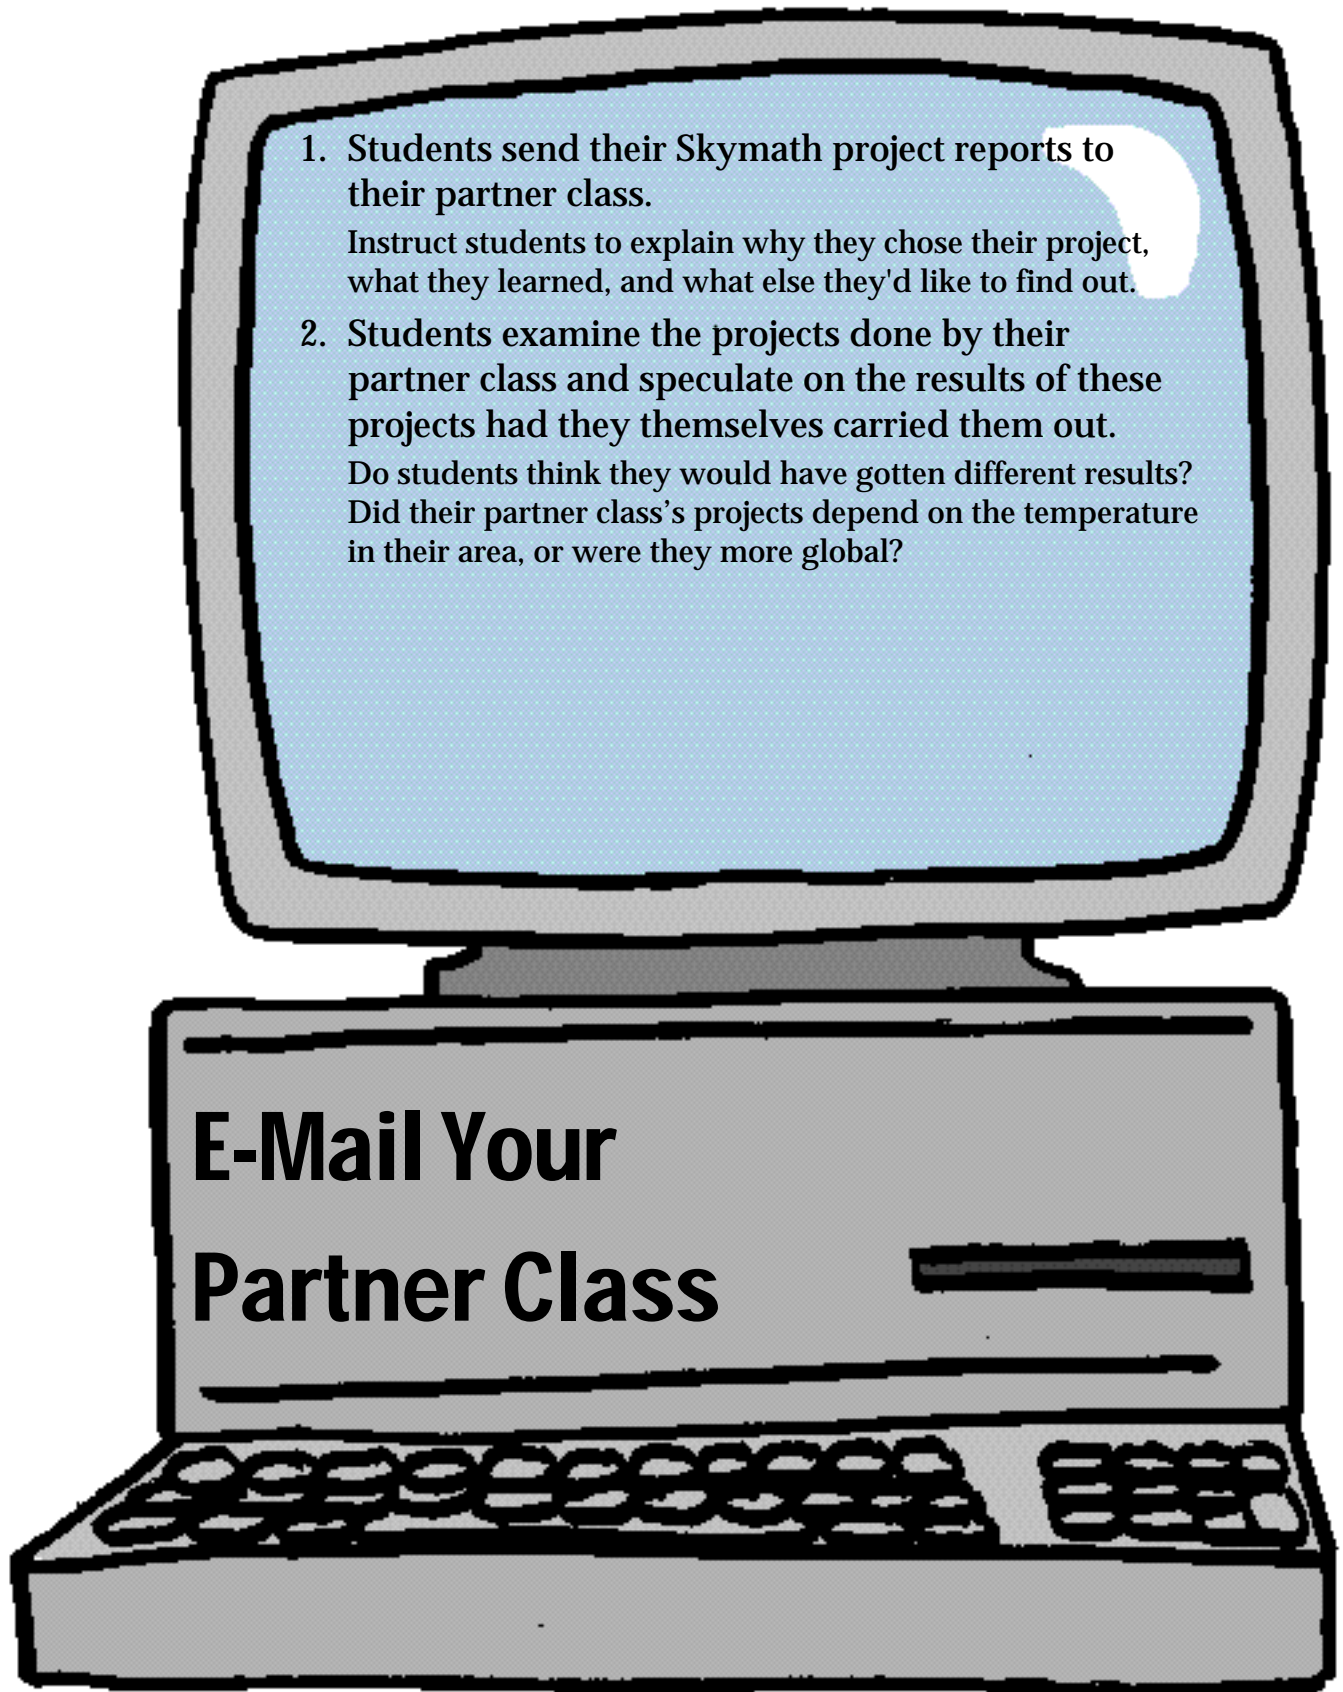 1. Students send their Skymath project reports to
their partner class.
Instruct students to explain why they chose their project,
what they learned, and what else they'd like to find out.
2. Students examine the projects done by their
partner class and speculate on the results of these
projects had they themselves carried them out.
Do students think they would have gotten different results?
Did their partner class’s projects depend on the temperature
in their area, or were they more global?
E-Mail Your
Partner Class